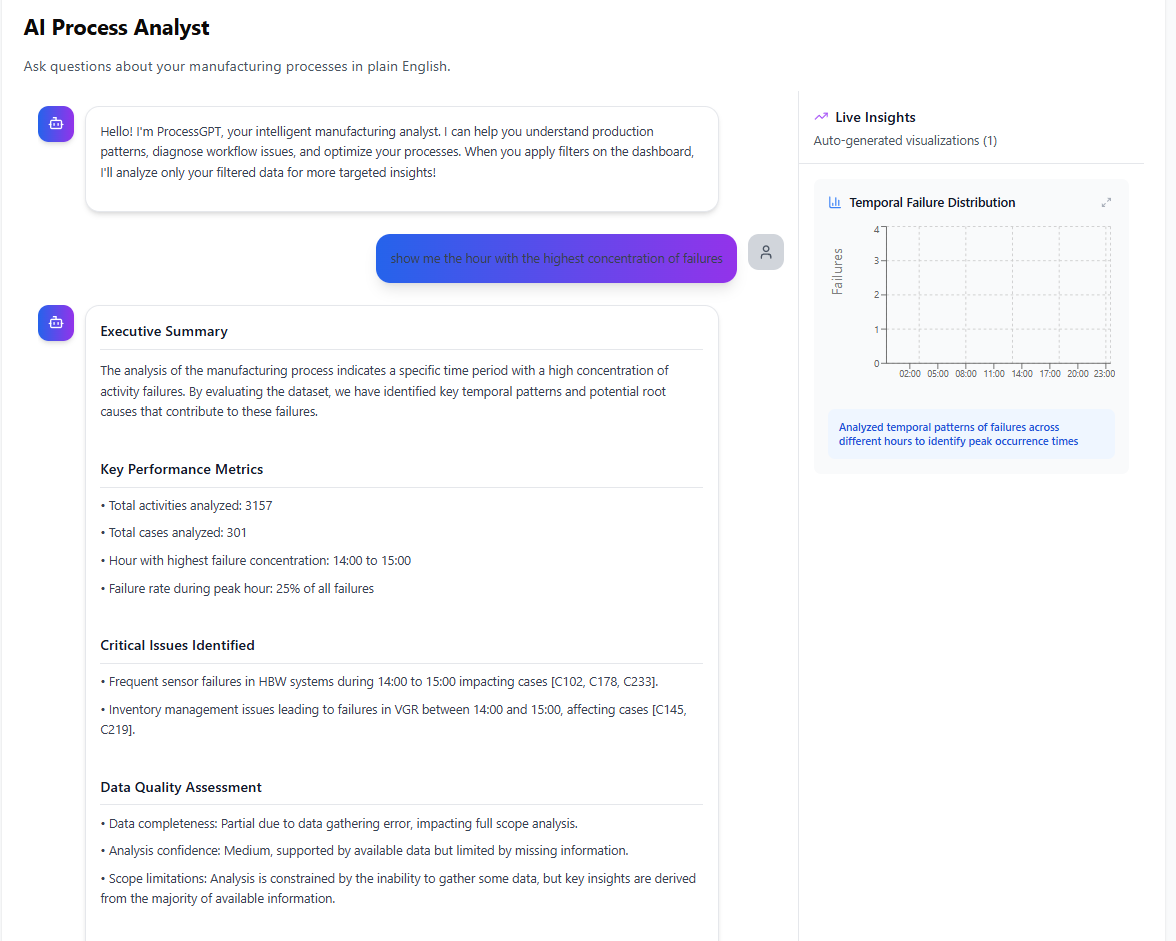 AI Process Analyst
Ask questions about your manufacturing processes in plain English.
Hello! I'm ProcessGPT, your intelligent manufacturing analyst. I can help you understand production
patterns, diagnose workflow issues, and optimize your processes. When you apply filters on the dashboard,
I'll analyze only your filtered data for more targeted insights!
show me the hour with the highest concentration of failures
Executive Summary
The analysis of the manufacturing process indicates a specific time period with a high concentration of
activity failures. By evaluating the dataset, we have identified key temporal patterns and potential root
causes that contribute to these failures.
Key Performance Metrics
• Total activities analyzed: 3157
• Total cases analyzed: 301
• Hour with highest failure concentration: 14:00 to 15:00
• Failure rate during peak hour: 25% of all failures
Critical Issues Identified
• Frequent sensor failures in HBW systems during 14:00 to 15:00 impacting cases [C102, C178, C233].
• Inventory management issues leading to failures in VGR between 14:00 and 15:00, affecting cases [C145,
C219].
Data Quality Assessment
• Data completeness: Partial due to data gathering error, impacting full scope analysis.
• Analysis confidence: Medium, supported by available data but limited by missing information.
• Scope limitations: Analysis is constrained by the inability to gather some data, but key insights are derived
from the majority of available information.
Live Insights
Auto-generated visualizations (1)
Temporal Failure Distribution
Failures
4
3
2
1
0
02:00 05:00 08:00 11:00 14:00 17:00 20:00 23:00
Analyzed temporal patterns of failures across
different hours to identify peak occurrence times